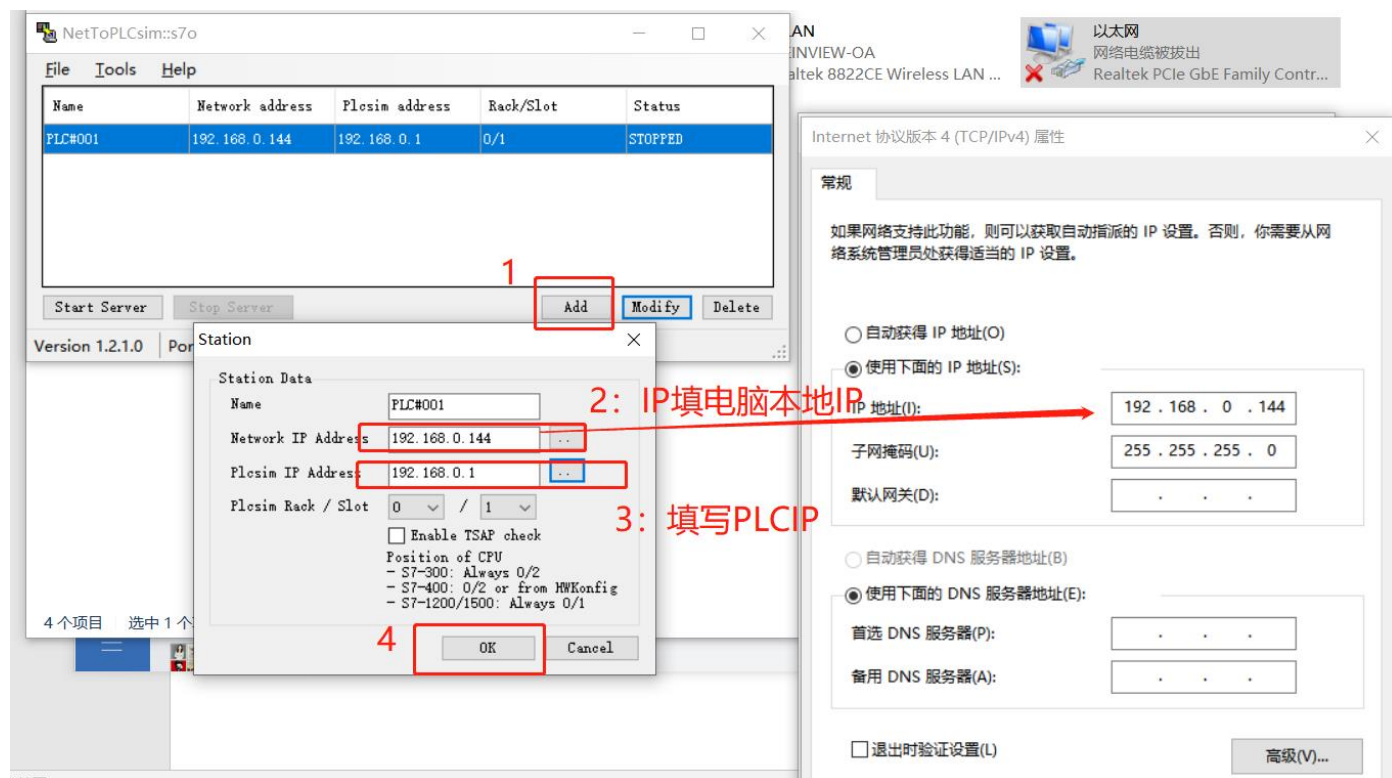 NetToPLCsim::s7o
File Tools Help
Name Network address Plcsim address Rack/Slot Status
PLC#001 192.168.0.144 192.168.0.1 0/1 STOPPED
1
Start Server Stop Server Add Modify Delete
Version 1.2.1.0
Station
Station Data
Name PLC#001
Network IP Address 192.168.0.144 ..
Plcsim IP Address 192.168.0.1 ..
Plcsim Rack / Slot 0 / 1
Enable TSAP check
Position of CPU
- S7-300: Always 0/2
- S7-400: 0/2 or from HWKonfig
- S7-1200/1500: Always 0/1
4
OK Cancel
2：IP填电脑本地IP
3：填写PLCIP
4 个项目 选中 1 个
以太网
网络电缆被拔出
Realtek PCIe GbE Family Contr...
8822CE Wireless LAN ...
Internet 协议版本 4 (TCP/IPv4) 属性
常规
如果网络支持此功能，则可以获取自动指派的 IP 设置。否则，你需要从网
络系统管理员处获得适当的 IP 设置。
自动获得 IP 地址(O)
使用下面的 IP 地址(S):
IP 地址(I): 192 . 168 . 0 . 144
子网掩码(U): 255 . 255 . 255 . 0
默认网关(D): . . .
自动获得 DNS 服务器地址(B)
使用下面的 DNS 服务器地址(E):
首选 DNS 服务器(P): . . .
备用 DNS 服务器(A): . . .
退出时验证设置(L)
高级(V)...